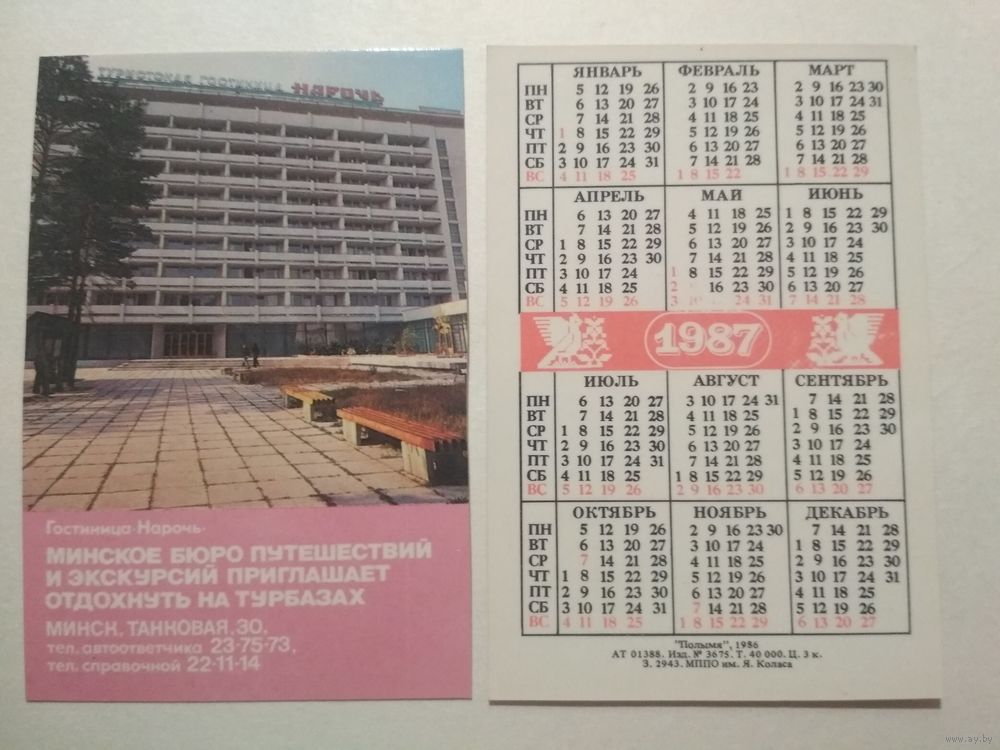 ТУРИСТСКАЯ ГОСТИНИЦА НАРОЧЬ
Гостиница·Нарочь·
МИНСКОЕ БЮРО ПУТЕШЕСТВИЙ
И ЭКСКУРСИЙ ПРИГЛАШАЕТ
ОТДОХНУТЬ НА ТУРБАЗАХ
МИНСК, ТАНКОВАЯ, 30,
тел. автоответчика 23-75-73,
тел. справочной 22-11-14
ЯНВАРЬ ФЕВРАЛЬ МАРТ
ПН 5 12 19 26 2 9 16 23 2 9 16 23 30
ВТ 6 13 20 27 3 10 17 24 3 10 17 24 31
СР 7 14 21 28 4 11 18 25 4 11 18 25
ЧТ 1 8 15 22 29 5 12 19 26 5 12 19 26
ПТ 2 9 16 23 30 6 13 20 27 6 13 20 27
СБ 3 10 17 24 31 7 14 21 28 7 14 21 28
ВС 4 11 18 25 1 8 15 22 1 8 15 22 29
АПРЕЛЬ МАЙ ИЮНЬ
ПН 6 13 20 27 4 11 18 25 1 8 15 22 29
ВТ 7 14 21 28 5 12 19 26 2 9 16 23 30
СР 1 8 15 22 29 6 13 20 27 3 10 17 24
ЧТ 2 9 16 23 30 7 14 21 28 4 11 18 25
ПТ 3 10 17 24 1 8 15 22 29 5 12 19 26
СБ 4 11 18 25 2 16 23 30 6 13 20 27
ВС 5 12 19 26 3 24 31 7 14 21 28
1987
ИЮЛЬ АВГУСТ СЕНТЯБРЬ
ПН 6 13 20 27 3 10 17 24 31 7 14 21 28
ВТ 7 14 21 28 4 11 18 25 1 8 15 22 29
СР 1 8 15 22 29 5 12 19 26 2 9 16 23 30
ЧТ 2 9 16 23 30 6 13 20 27 3 10 17 24
ПТ 3 10 17 24 31 7 14 21 28 4 11 18 25
СБ 4 11 18 25 1 8 15 22 29 5 12 19 26
ВС 5 12 19 26 2 9 16 23 30 6 13 20 27
ОКТЯБРЬ НОЯБРЬ ДЕКАБРЬ
ПН 5 12 19 26 2 9 16 23 30 7 14 21 28
ВТ 6 13 20 27 3 10 17 24 1 8 15 22 29
СР 7 14 21 28 4 11 18 25 2 9 16 23 30
ЧТ 1 8 15 22 29 5 12 19 26 3 10 17 24 31
ПТ 2 9 16 23 30 6 13 20 27 4 11 18 25
СБ 3 10 17 24 31 7 14 21 28 5 12 19 26
ВС 4 11 18 25 1 8 15 22 29 6 13 20 27
"Полымя", 1986
АТ 01388. Изд. № 3675. Т. 40 000. Ц. 3 к.
З. 2943. МППО им. Я. Коласа
www.ay.by